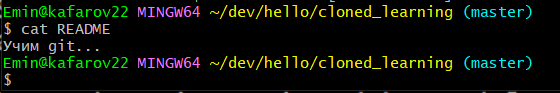 Emin@kafarov22 MINGW64 ~/dev/hello/cloned_learning (master)
$ cat README
Учим git...
Emin@kafarov22 MINGW64 ~/dev/hello/cloned_learning (master)
$